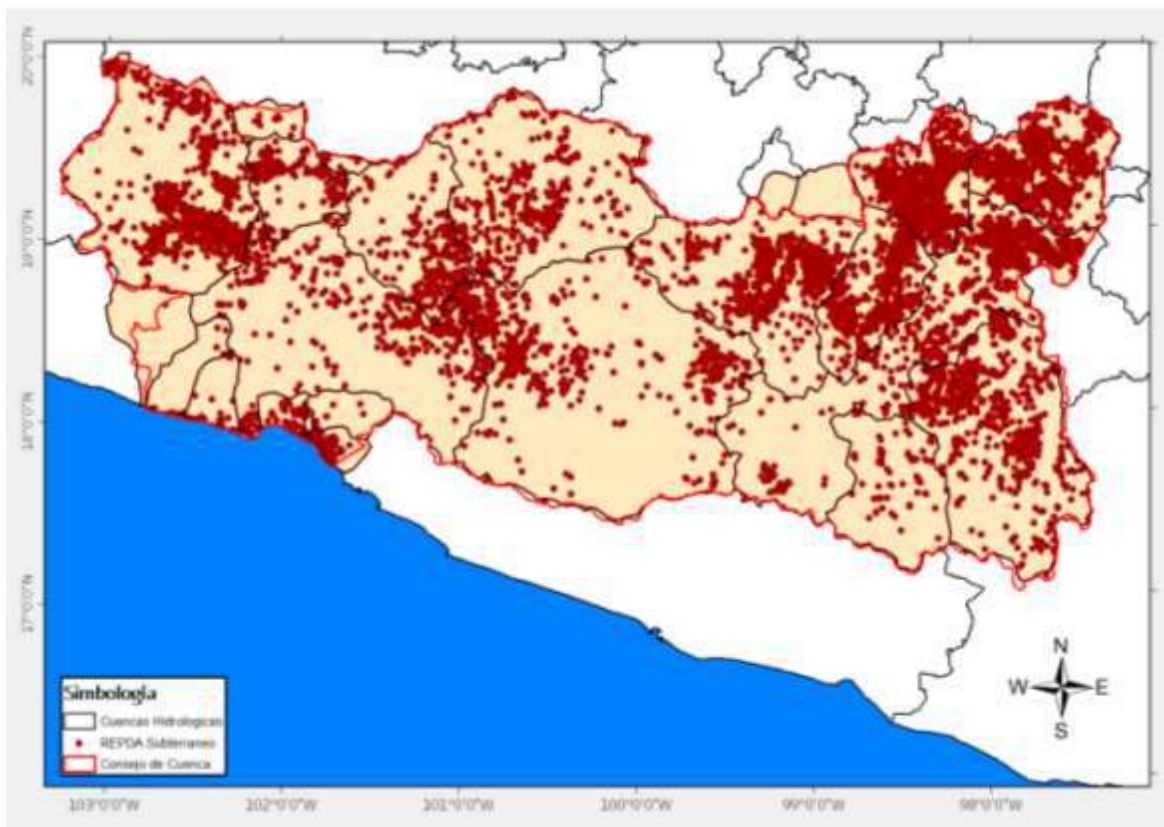 20°0'0"N
19°0'0"N
18°0'0"N
17°0'0"N
N
W E
S
Simbología
Cuencas Hidrologicas
REPDA Subterraneo
Consejo de Cuenca
103°0'0"W 102°0'0"W 101°0'0"W 100°0'0"W 99°0'0"W 98°0'0"W